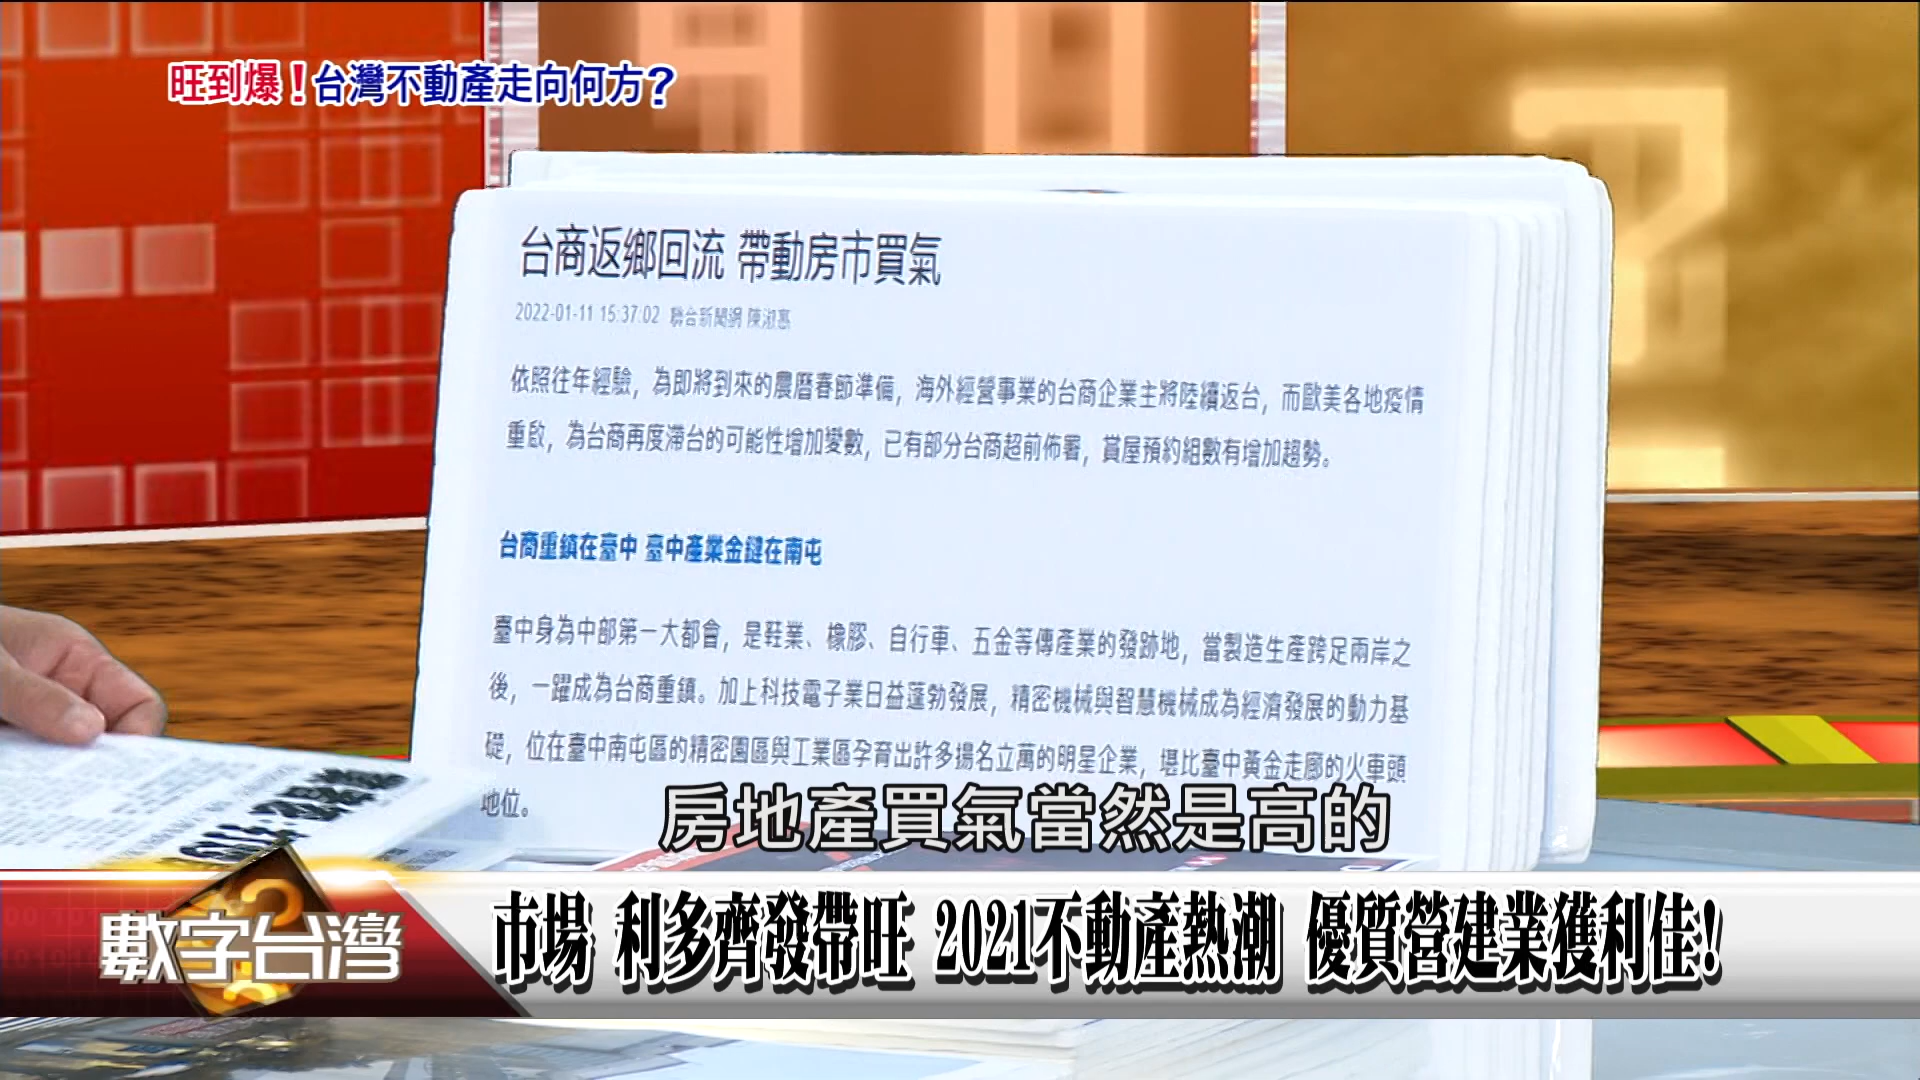 旺到爆！台灣不動產走向何方？
台商返鄉回流 帶動房市買氣
2022-01-11 15:37:02 聯合新聞網 陳淑惠
依照往年經驗，為即將到來的農曆春節準備，海外經營事業的台商企業主將陸續返台，而歐美各地疫情
重啟，為台商再度滯台的可能性增加變數，已有部分台商超前佈署，賞屋預約組數有增加趨勢。
台商重鎮在臺中 臺中產業金鏈在南屯
臺中身為中部第一大都會，是鞋業、橡膠、自行車、五金等傳產業的發跡地，當製造生產跨足兩岸之
後，一躍成為台商重鎮。加上科技電子業日益蓬勃發展，精密機械與智慧機械成為經濟發展的動力基
礎，位在臺中南屯區的精密園區與工業區孕育出許多揚名立萬的明星企業，堪比臺中黃金走廊的火車頭
地位。
房地產買氣當然是高的
數字台灣
市場 利多齊發帶旺 2021不動產熱潮 優質營建業獲利佳!